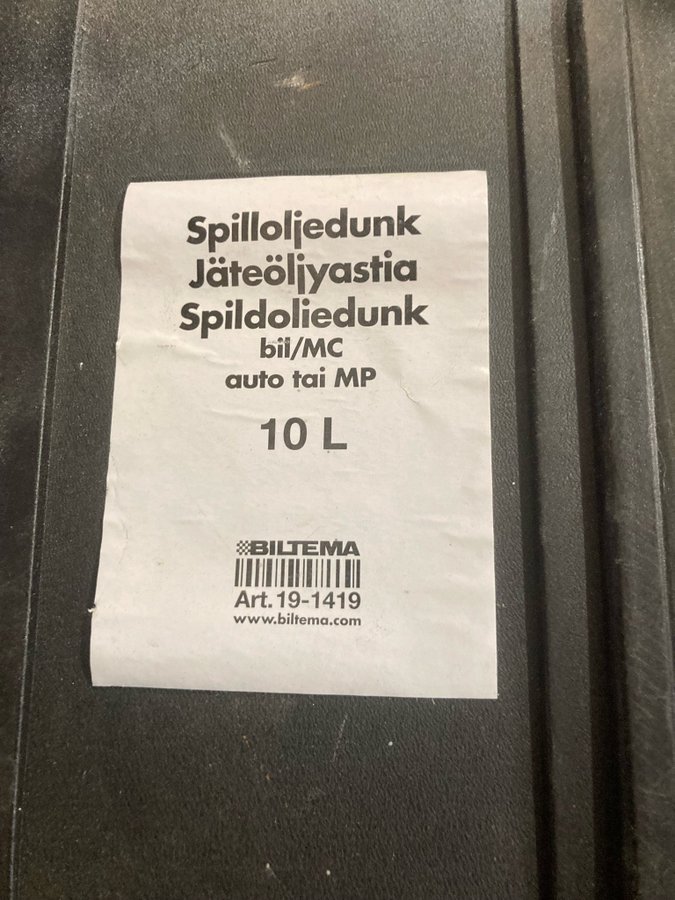 Spilloljedunk
Jäteöljyastia
Spildoliedunk
bil/MC
auto tai MP
10 L
BILTEMA
Art. 19-1419
www.biltema.com